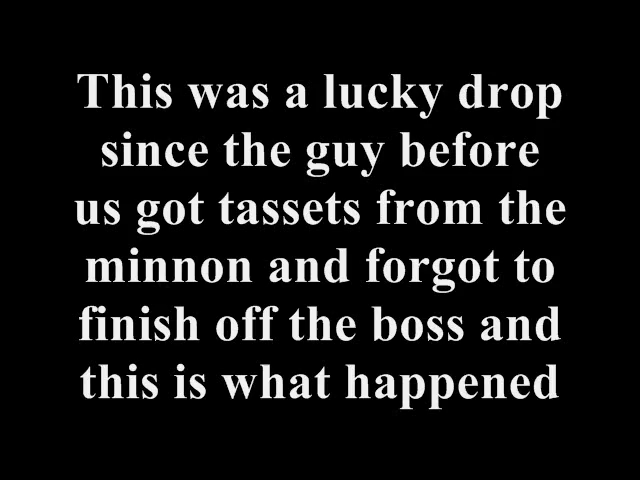 This was a lucky drop
since the guy before
us got tassets from the
minnon and forgot to
finish off the boss and
this is what happened